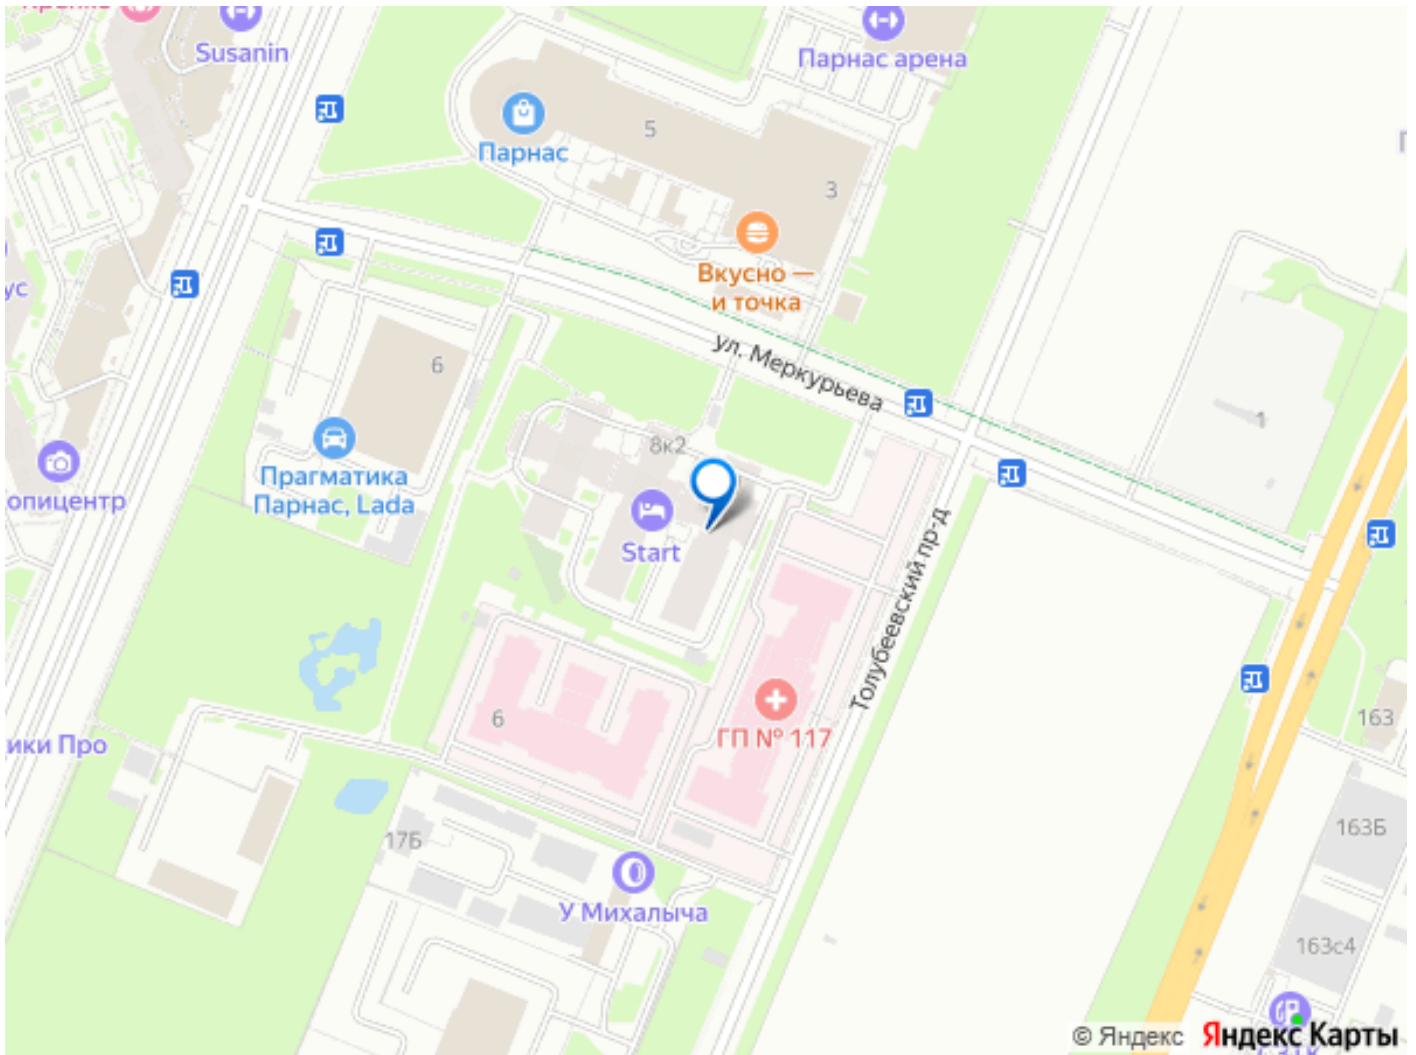 Susanin
Парнас арена
5
Парнас
3
Вкусно —
и точка
ус
ул. Меркурьева
6
8к2
1
Прагматика
Парнас, Lada
опицентр
Start
Толубеевский пр-д
6
ГП № 117
163
ики Про
17Б
163Б
У Михалыча
163с4
© Яндекс Яндекс Карты